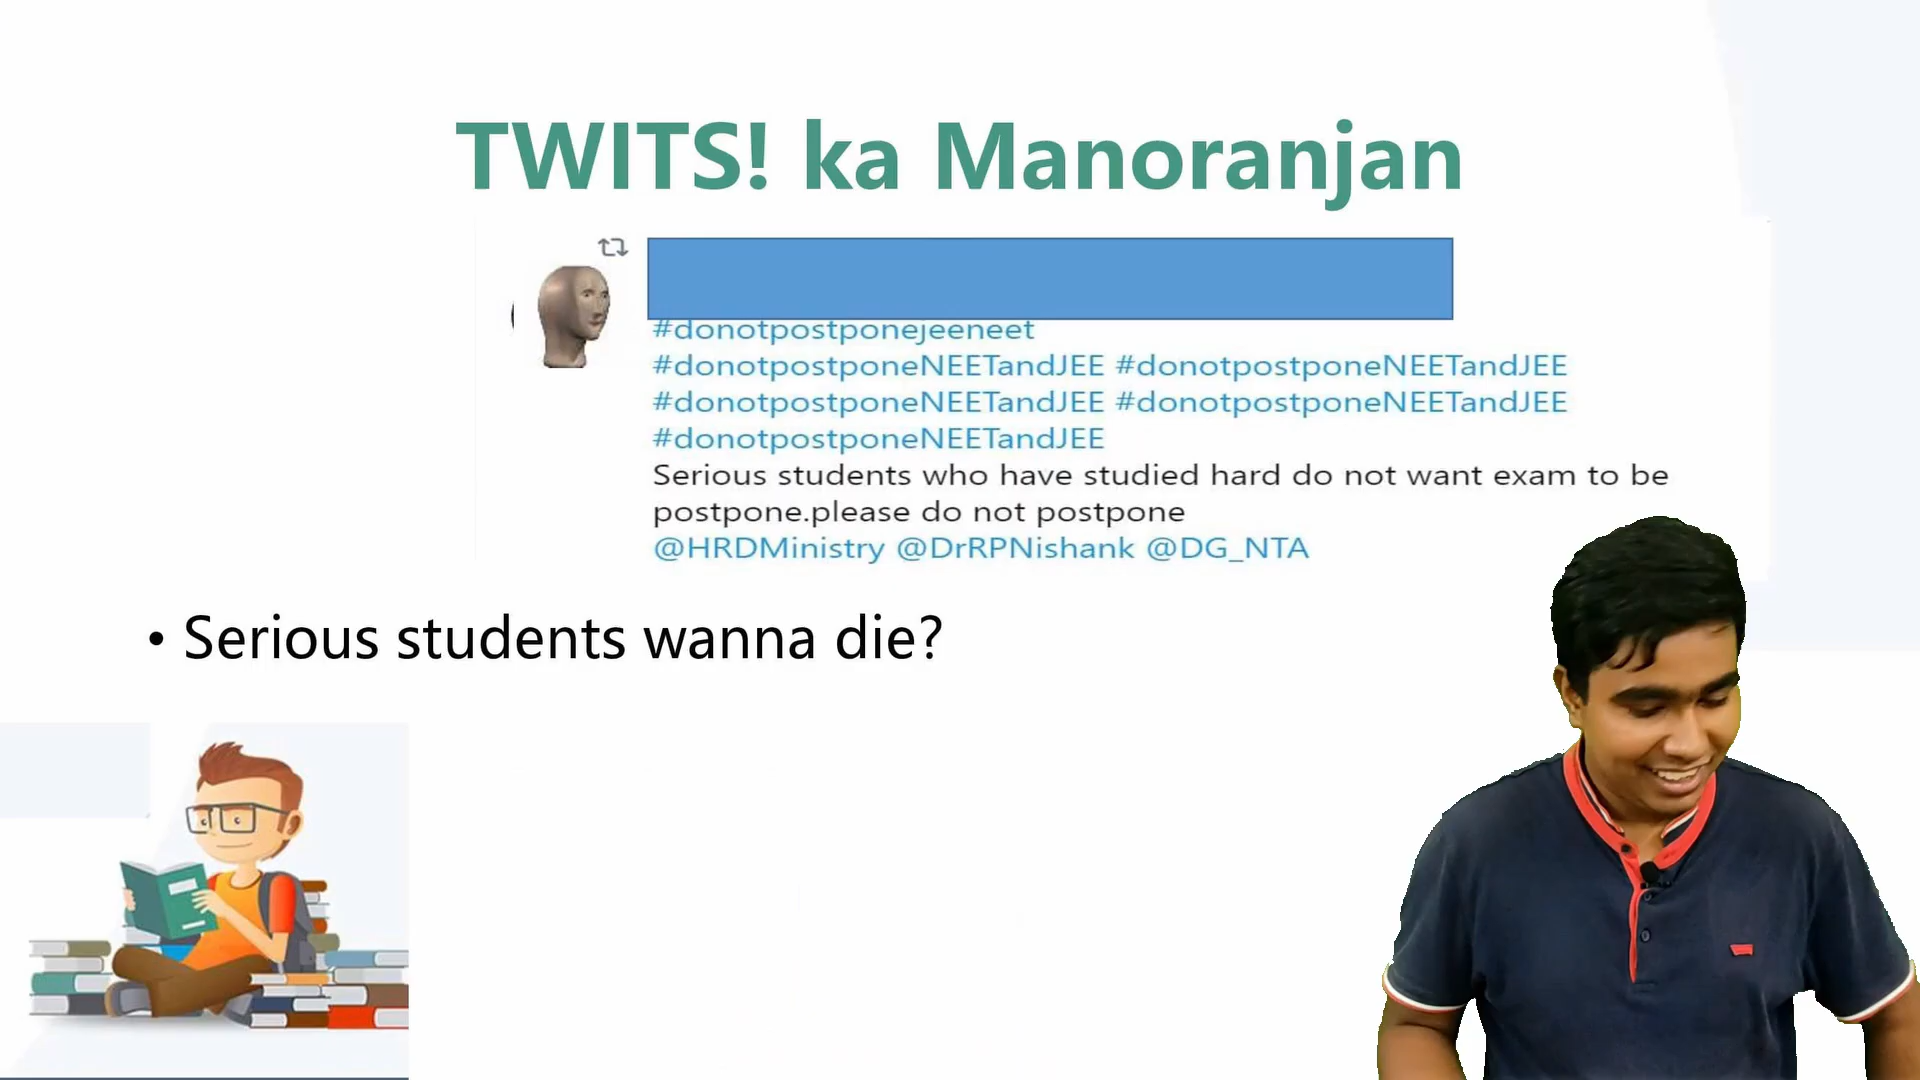 TWITS! ka Manoranjan
#donotpostponejeeneet
#donotpostponeNEETandJEE #donotpostponeNEETandJEE
#donotpostponeNEETandJEE #donotpostponeNEETandJEE
#donotpostponeNEETandJEE
Serious students who have studied hard do not want exam to be
postpone.please do not postpone
@HRDMinistry @DrRPNishank @DG_NTA
• Serious students wanna die?